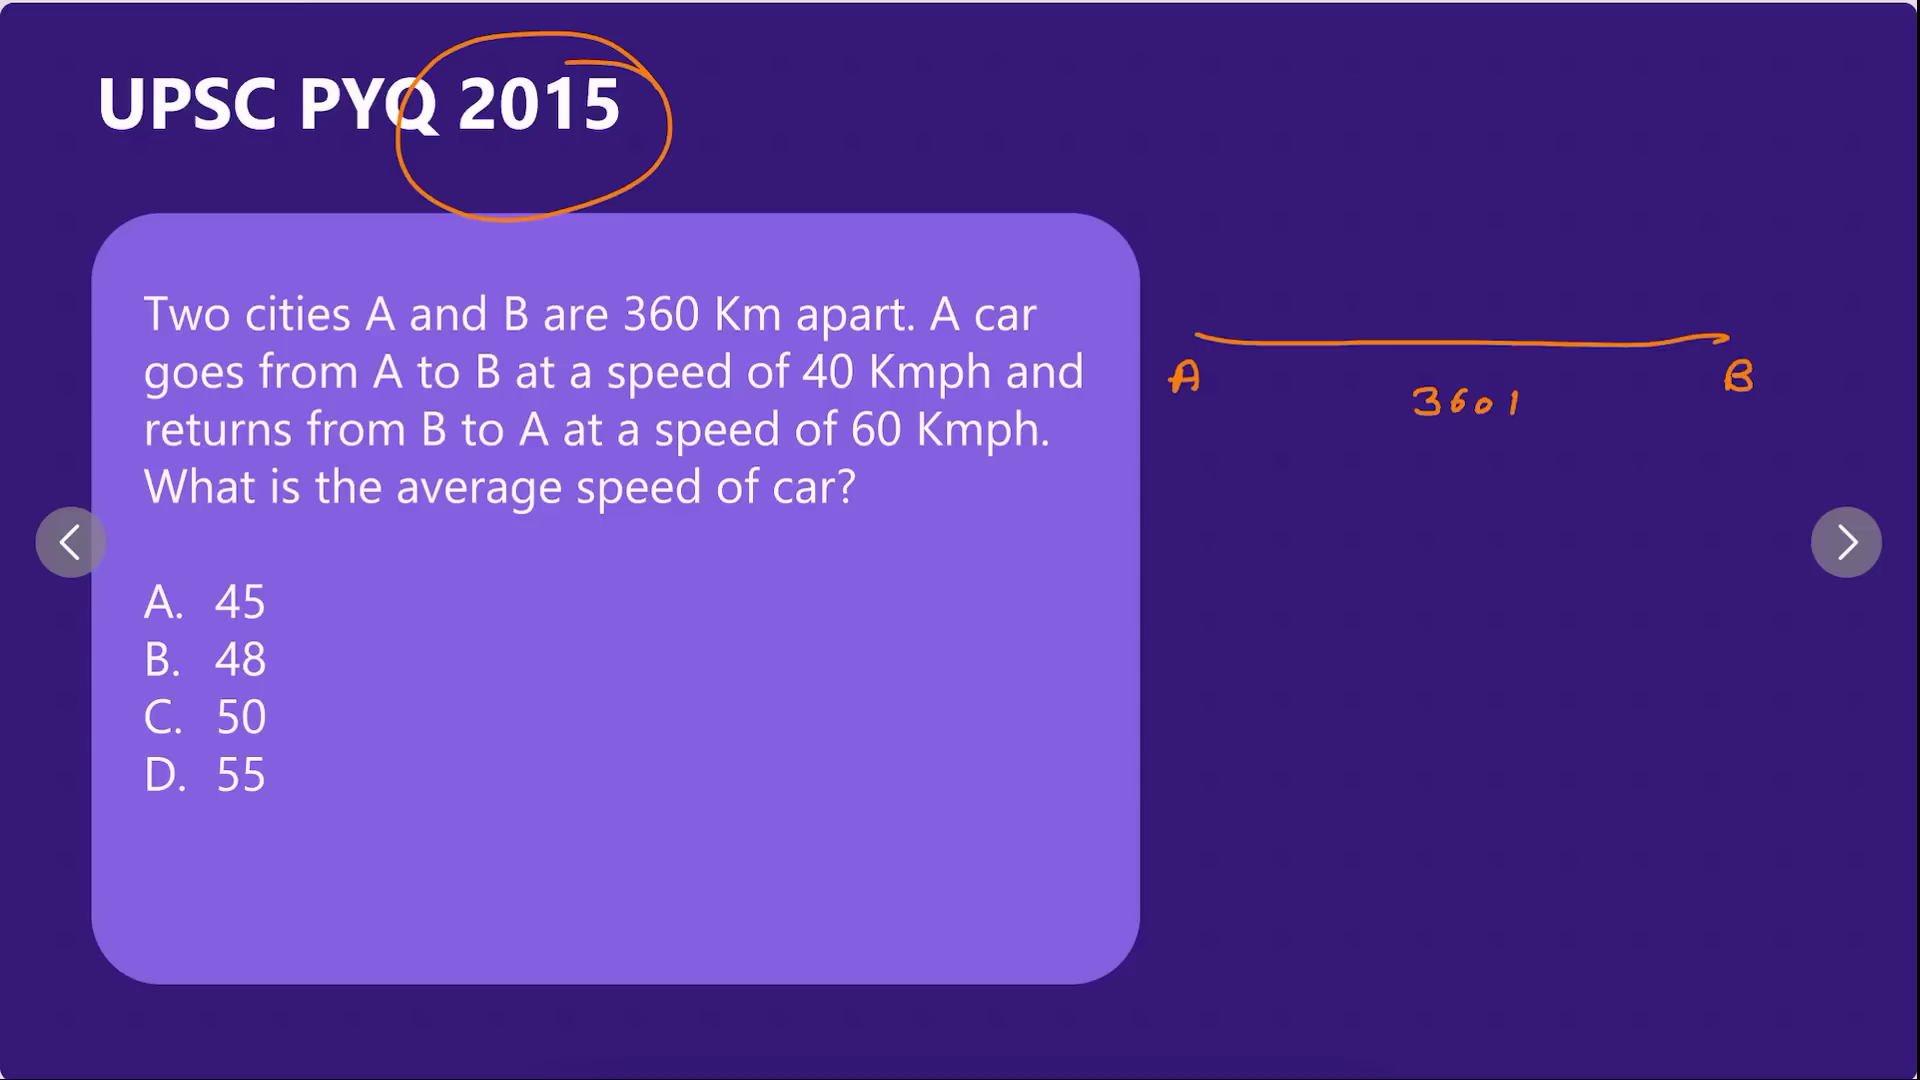 UPSC PYQ 2015
Two cities A and B are 360 Km apart. A car
goes from A to B at a speed of 40 Kmph and
returns from B to A at a speed of 60 Kmph.
What is the average speed of car?
A. 45
B. 48
C. 50
D. 55
A B
3601